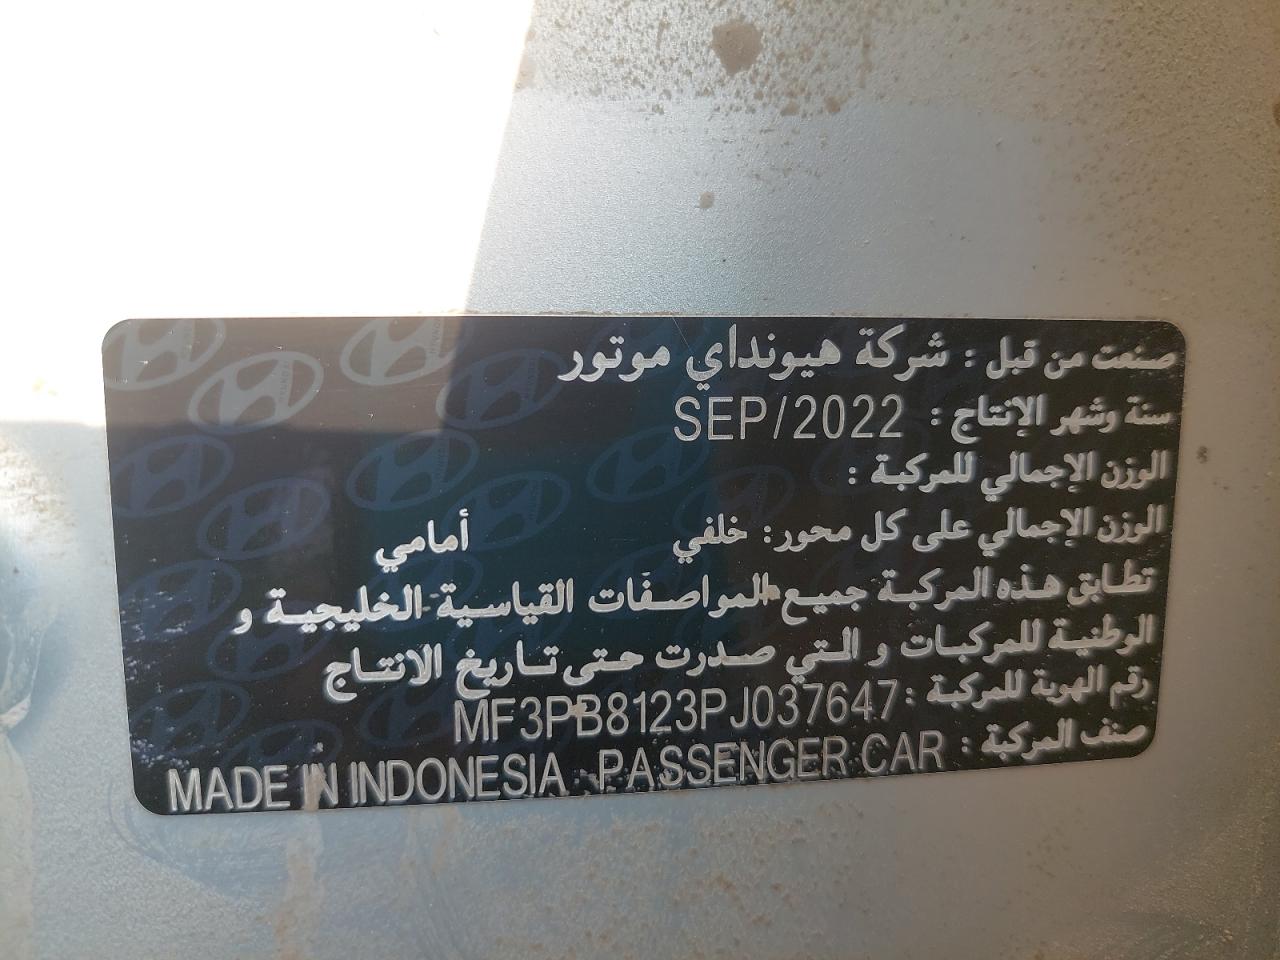 صنعت من قبل : شركة هيونداي موتور
سنة وشهر الإنتاج : SEP/2022
الوزن الإجمالي للمركبة :
الوزن الإجمالي على كل محور: خلفي أمامي
تطابق هذه المركبة جميع المواصفات القياسية الخليجية و
الوطنية للمركبات و التي صدرت حتى تاريخ الانتاج
رقم الهوية للمركبة : MF3PB8123PJ037647
صنف المركبة : PASSENGER CAR MADE IN INDONESIA